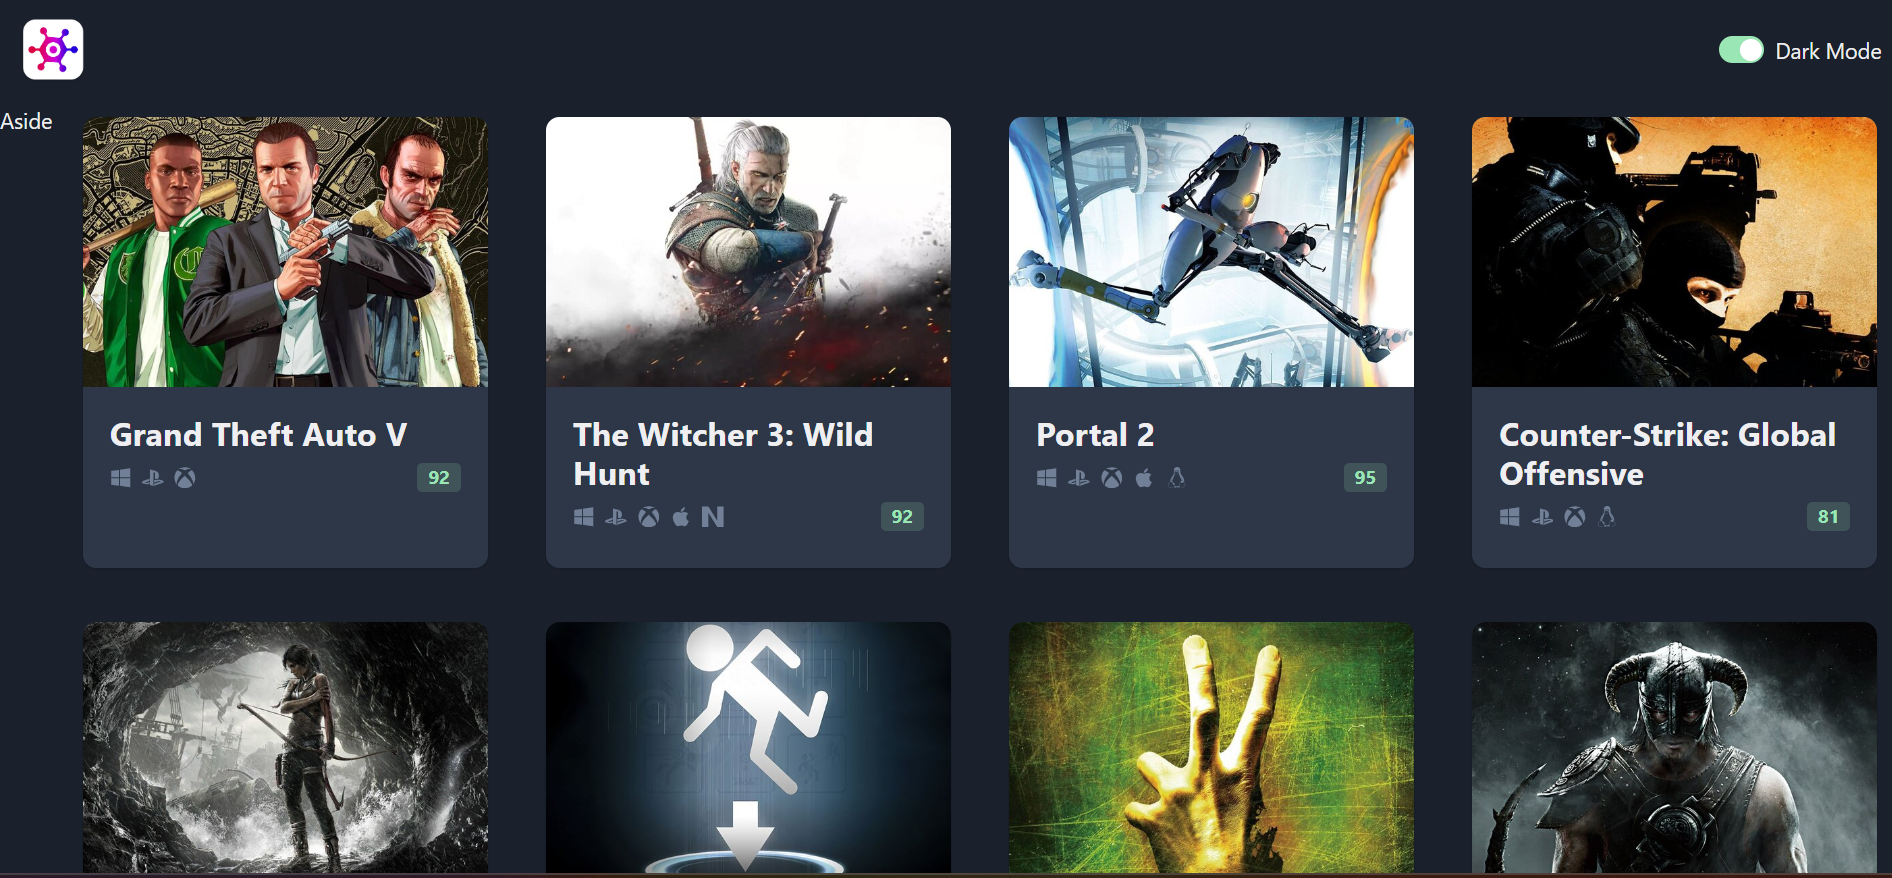 Dark Mode
Aside
Grand Theft Auto V
92
The Witcher 3: Wild
Hunt
92
Portal 2
95
Counter-Strike: Global
Offensive
81